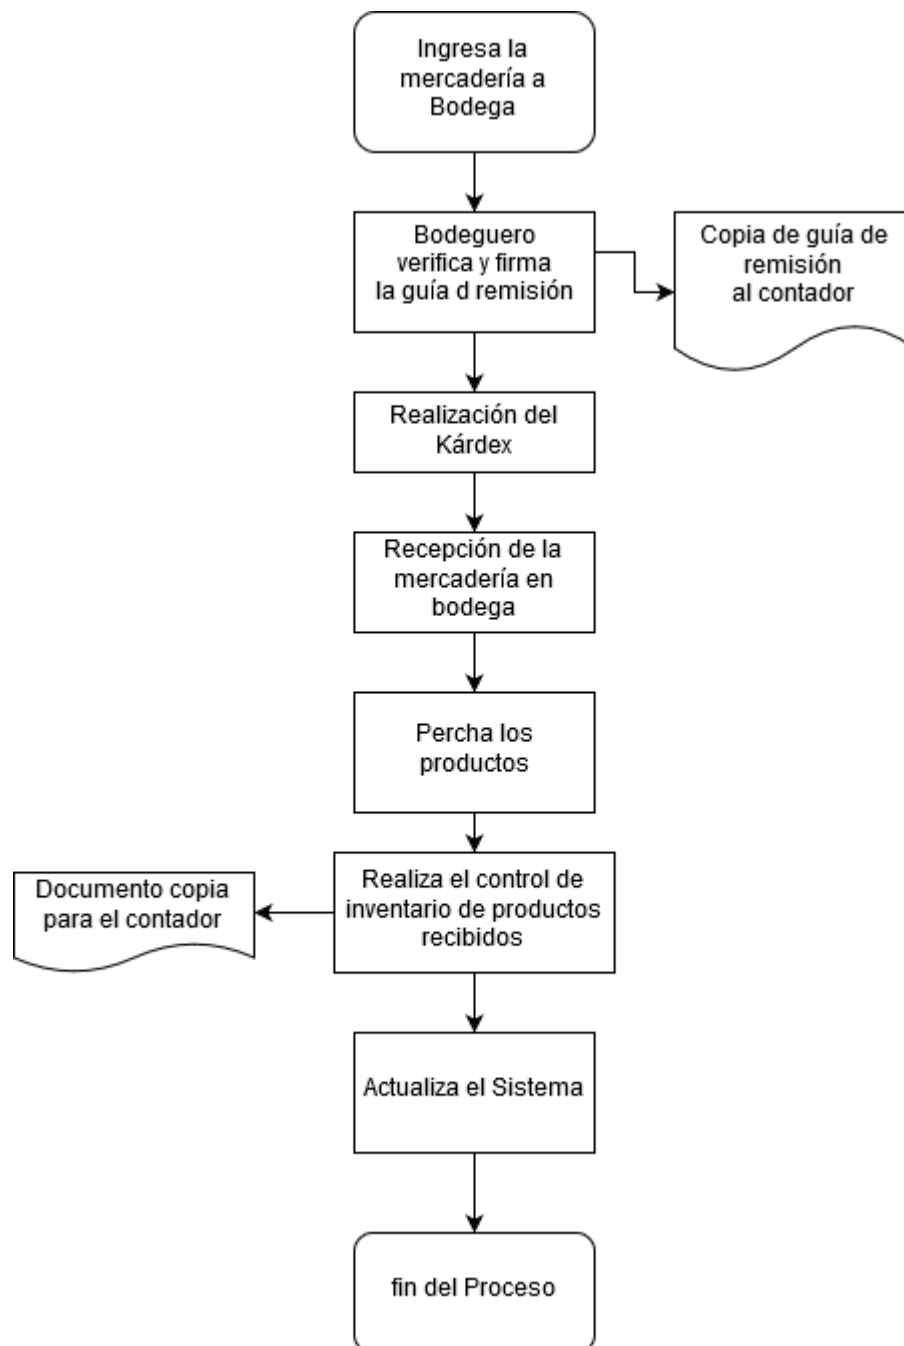 Ingresa la
mercadería a
Bodega
Bodeguero
verifica y firma
la guía d remisión
Copia de guía de
remisión
al contador
Realización del
Kárdex
Recepción de la
mercadería en
bodega
Percha los
productos
Realiza el control de
inventario de productos
recibidos
Documento copia
para el contador
Actualiza el Sistema
fin del Proceso